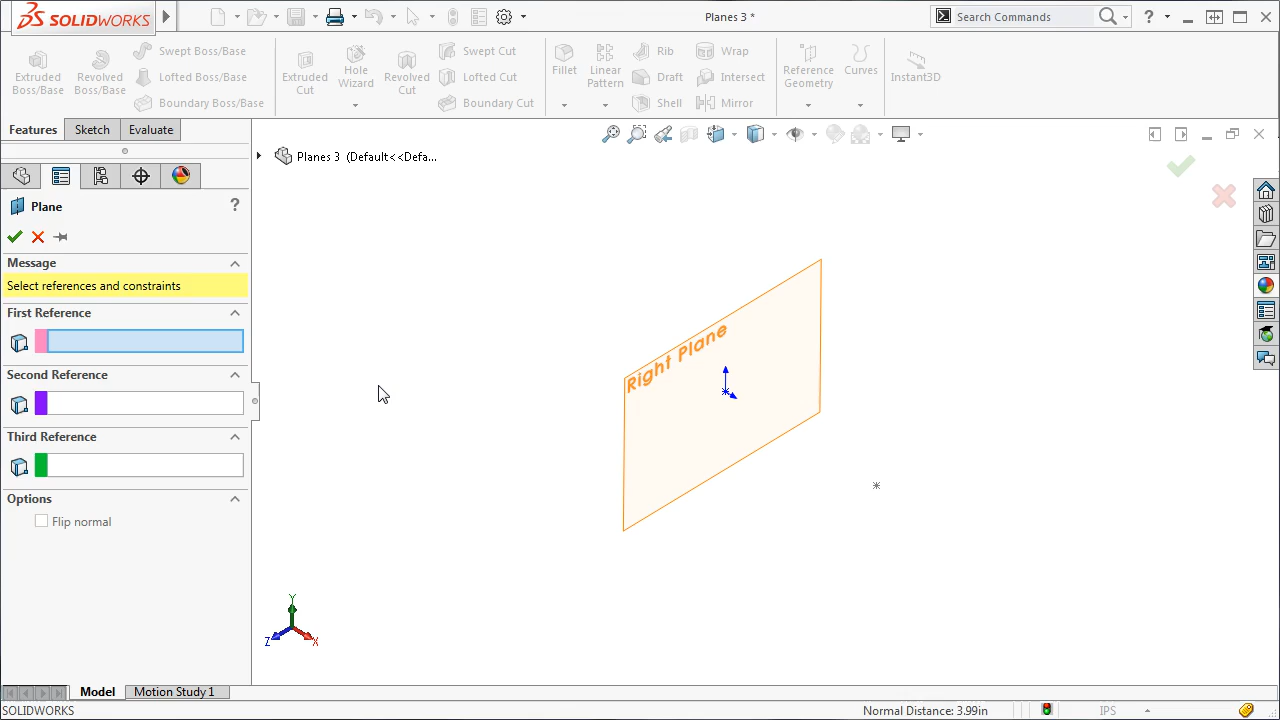 SOLIDWORKS
Planes 3 *
Search Commands
?
Extruded Boss/Base
Revolved Boss/Base
Swept Boss/Base
Lofted Boss/Base
Boundary Boss/Base
Extruded Cut
Hole Wizard
Revolved Cut
Swept Cut
Lofted Cut
Boundary Cut
Fillet
Linear Pattern
Rib
Draft
Shell
Wrap
Intersect
Mirror
Reference Geometry
Curves
Instant3D
Features
Sketch
Evaluate
Planes 3 (Default<<Defa...
Plane
?
Message
Select references and constraints
First Reference
Second Reference
Third Reference
Options
Flip normal
Right Plane
Y
Z
X
Model
Motion Study 1
SOLIDWORKS
Normal Distance: 3.99in
IPS